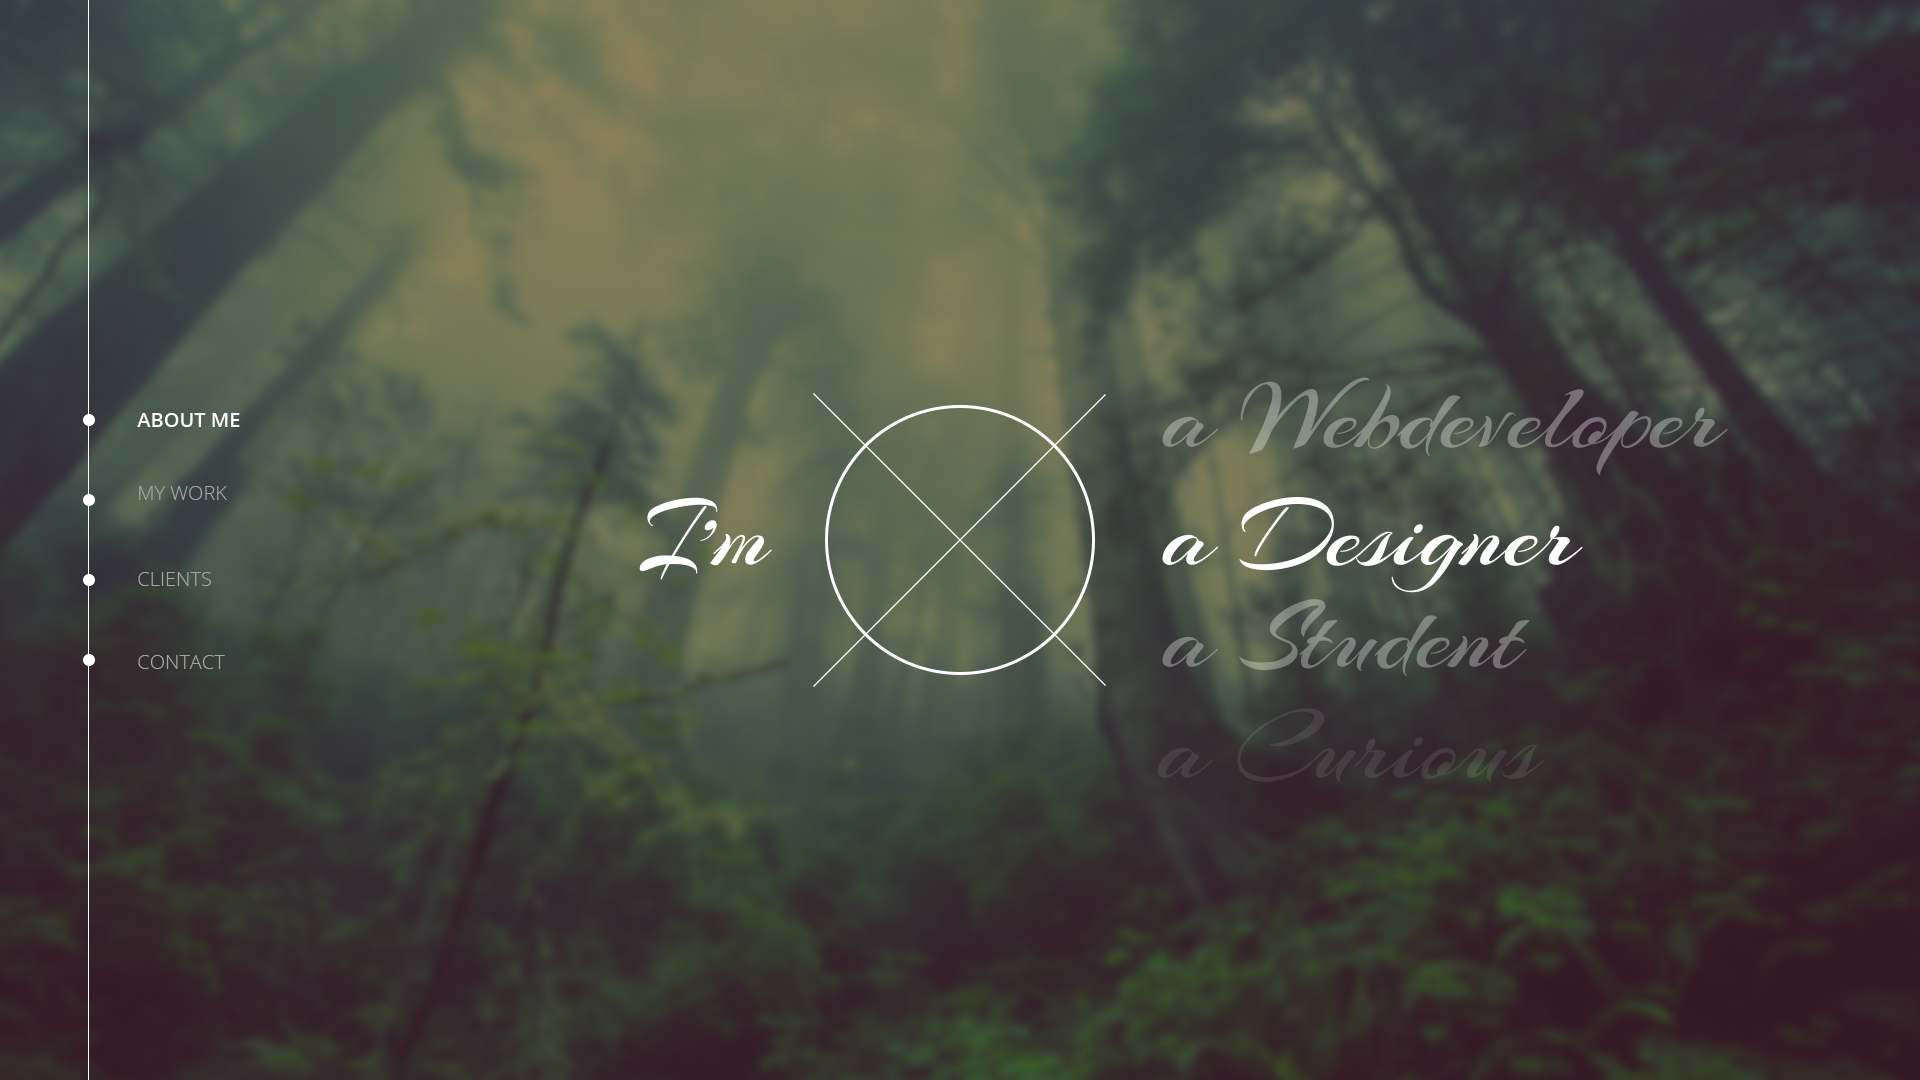 ABOUT ME
MY WORK
CLIENTS
CONTACT
I'm
a Webdeveloper
a Designer
a Student
a Curious